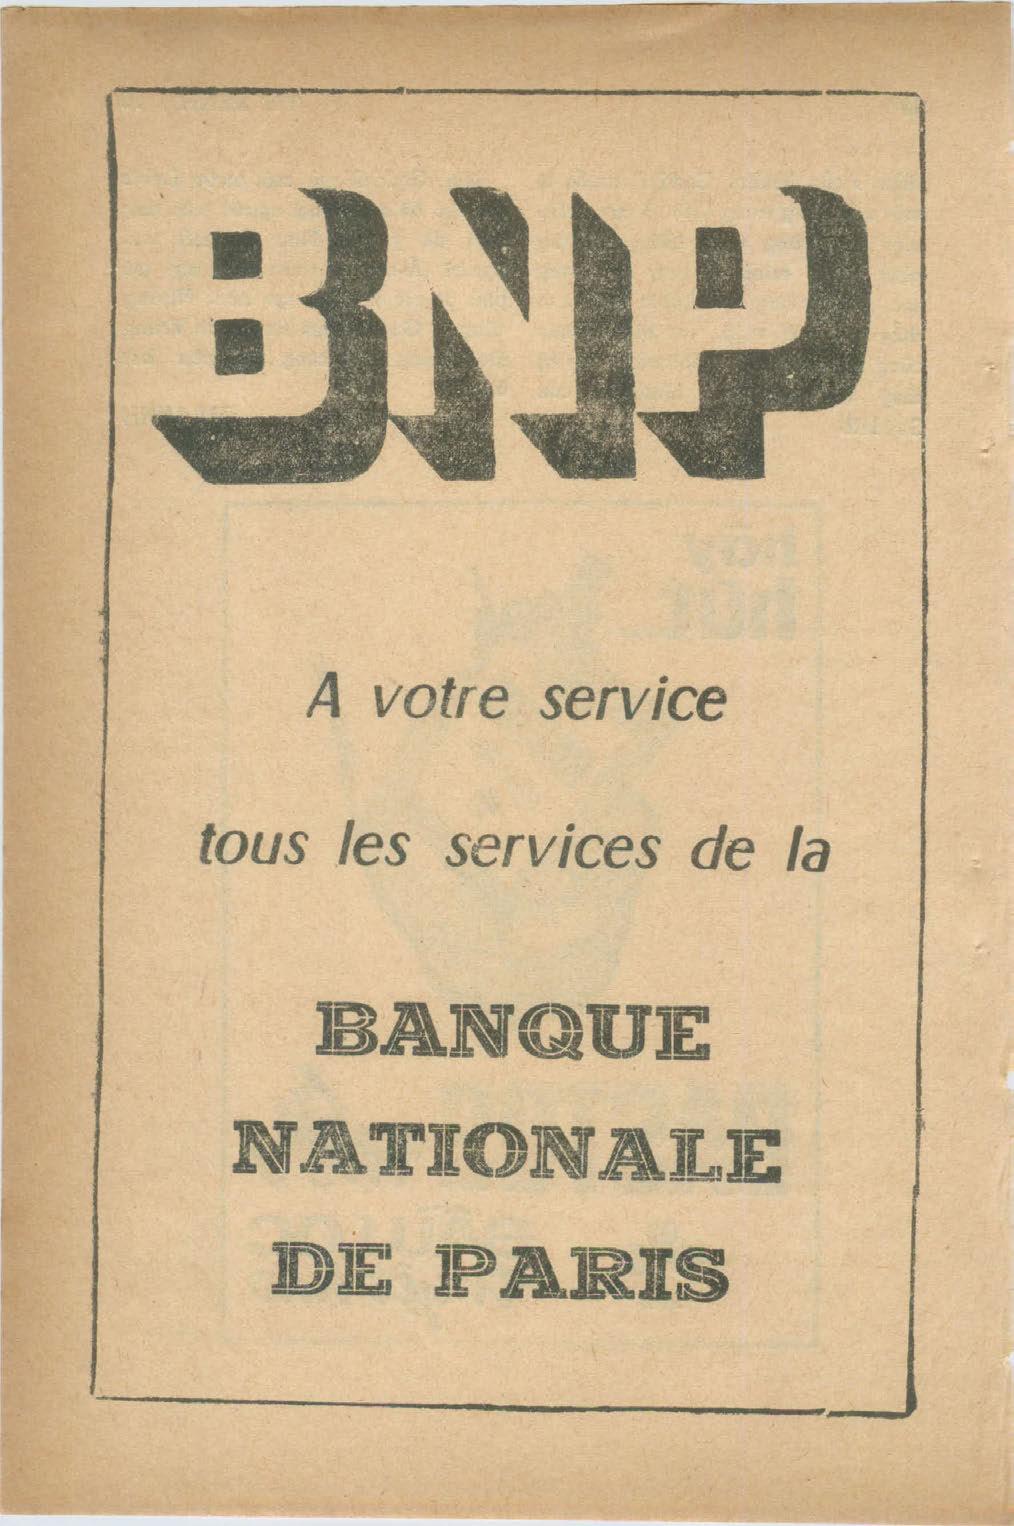 BNP
A votre service
tous les services de la
BANQUE
NATIONALE
DE PARIS